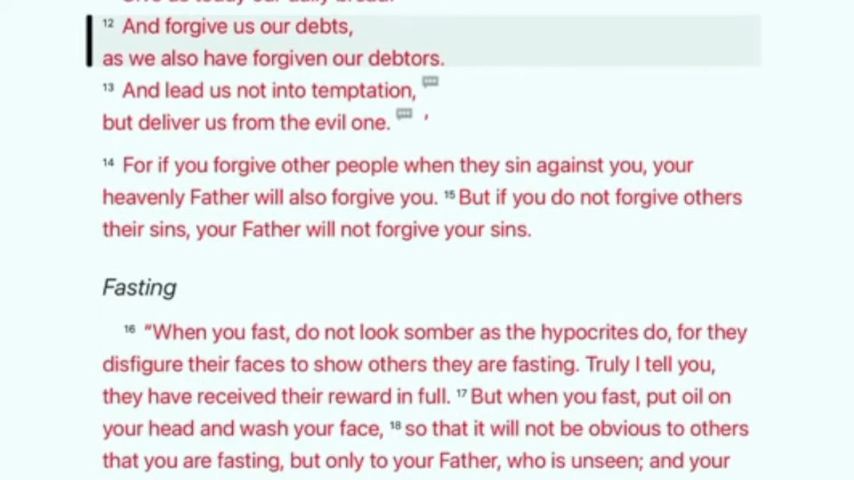 12 And forgive us our debts,
as we also have forgiven our debtors.
13 And lead us not into temptation,
but deliver us from the evil one. ’
14 For if you forgive other people when they sin against you, your
heavenly Father will also forgive you. 15 But if you do not forgive others
their sins, your Father will not forgive your sins.
Fasting
16 “When you fast, do not look somber as the hypocrites do, for they
disfigure their faces to show others they are fasting. Truly I tell you,
they have received their reward in full. 17 But when you fast, put oil on
your head and wash your face, 18 so that it will not be obvious to others
that you are fasting, but only to your Father, who is unseen; and your